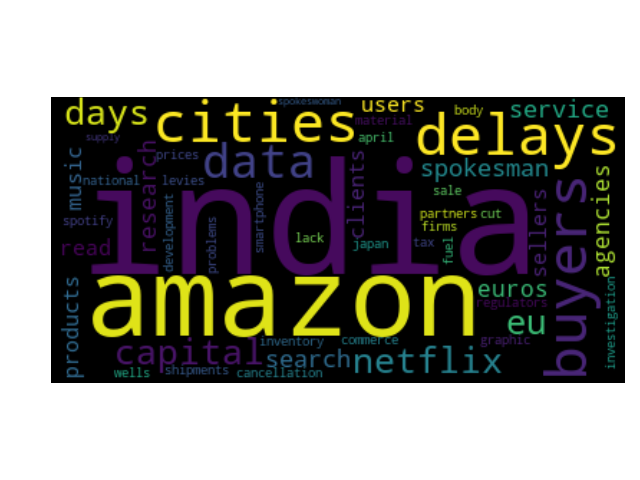 spokeswoman
users
days
cities
body
service
material
delays
april
supply
music
research
prices
data
clients
india
spokesman
national
levies
development
smartphone
sale
sellers
buyers
agencies
spotify
problems
partners
cut
firms
lack
japan
tax
fuel
read
amazon
products
euros
regulators
eu
investigation
capital
inventory
commerce
graphic
search
netflix
wells
shipments
cancellation